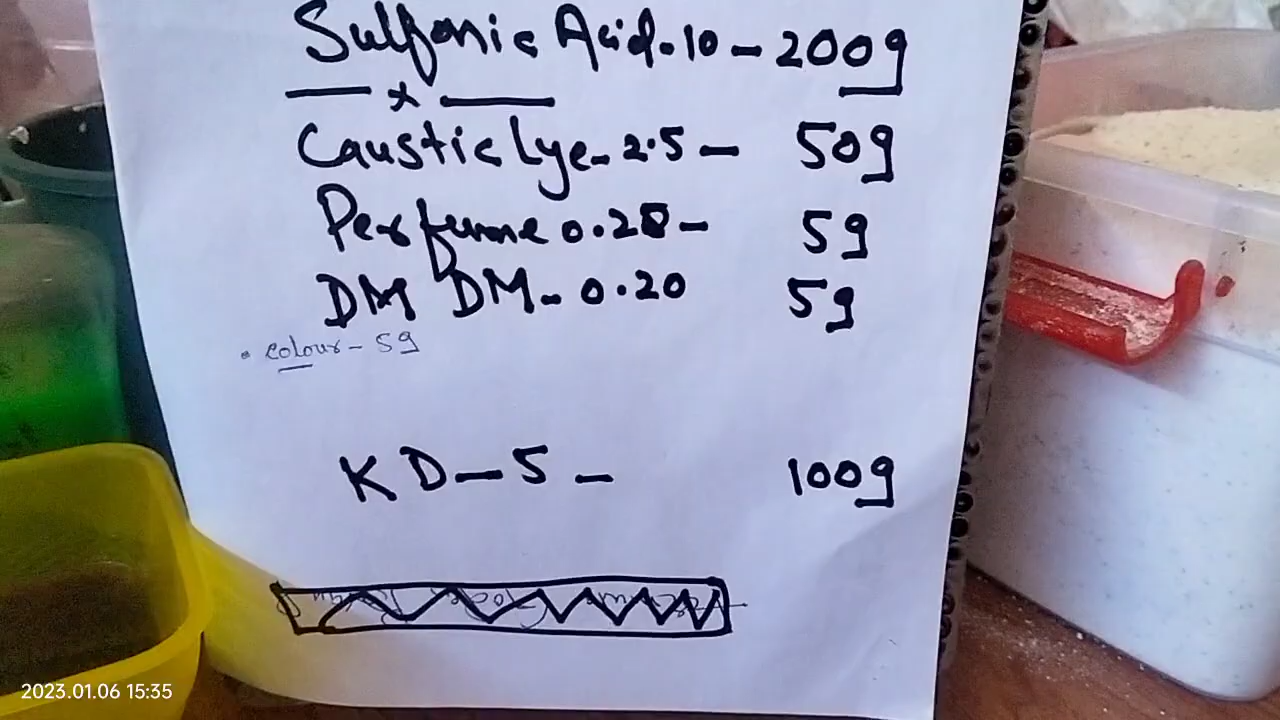 Sulfonic Acid.10 - 200g
x
Caustic Lye - 2.5 - 50g
Perfume 0.25 - 5g
DM DM - 0.20 5g
• colour - 5g
KD - 5 - 100g
2023.01.06 15:35